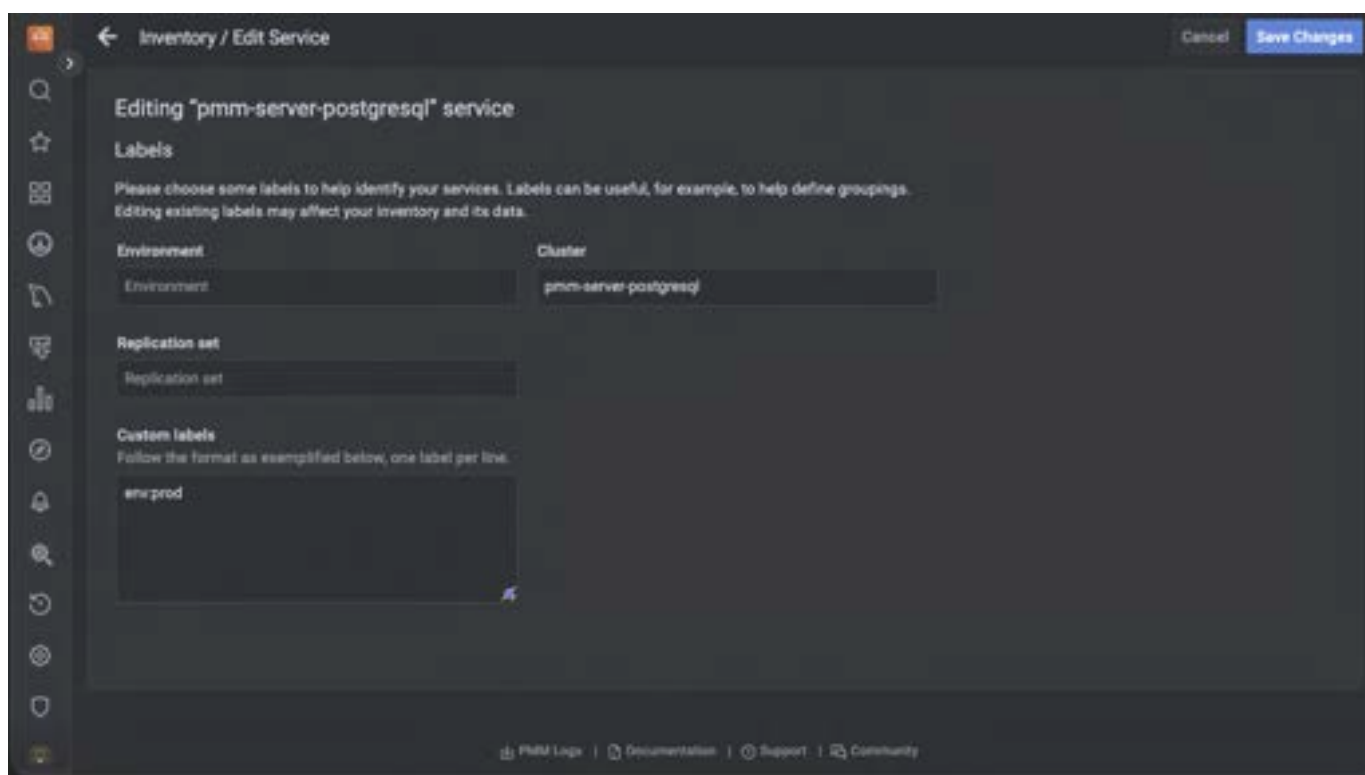 Inventory / Edit Service
Cancel
Save Changes
Editing "pmm-server-postgresql" service
Labels
Please choose some labels to help identify your services. Labels can be useful, for example, to help define groupings.
Editing existing labels may affect your inventory and its data.
Environment
Cluster
Environment
pmm-server-postgresql
Replication set
Replication set
Custom labels
Follow the format as exemplified below, one label per line.
env:prod
PMM Logs | Documentation | Support | Community